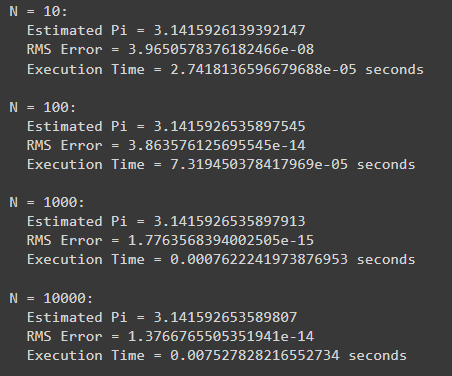 N = 10:
Estimated Pi = 3.1415926139392147
RMS Error = 3.9650578376182466e-08
Execution Time = 2.7418136596679688e-05 seconds
N = 100:
Estimated Pi = 3.1415926535897545
RMS Error = 3.863576125695545e-14
Execution Time = 7.319450378417969e-05 seconds
N = 1000:
Estimated Pi = 3.1415926535897913
RMS Error = 1.7763568394002505e-15
Execution Time = 0.0007622241973876953 seconds
N = 10000:
Estimated Pi = 3.141592653589807
RMS Error = 1.3766765505351941e-14
Execution Time = 0.007527828216552734 seconds